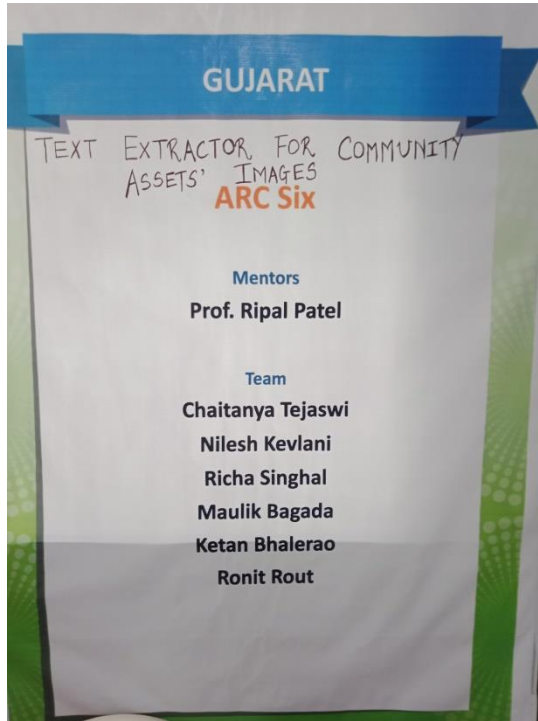 GUJARAT
TEXT EXTRACTOR FOR COMMUNITY
ASSETS' IMAGES
ARC Six
Mentors
Prof. Ripal Patel
Team
Chaitanya Tejaswi
Nilesh Kevlani
Richa Singhal
Maulik Bagada
Ketan Bhalerao
Ronit Rout